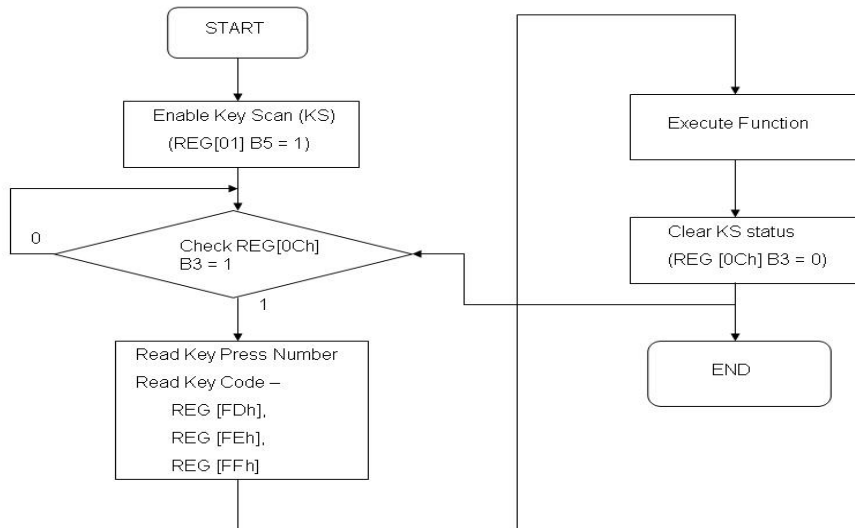 START
Enable Key Scan (KS)
(REG[01] B5 = 1)
0
Check REG[0Ch]
B3 = 1
1
Read Key Press Number
Read Key Code –
REG [FDh],
REG [FEh],
REG [FFh]
Execute Function
Clear KS status
(REG [0Ch] B3 = 0)
END